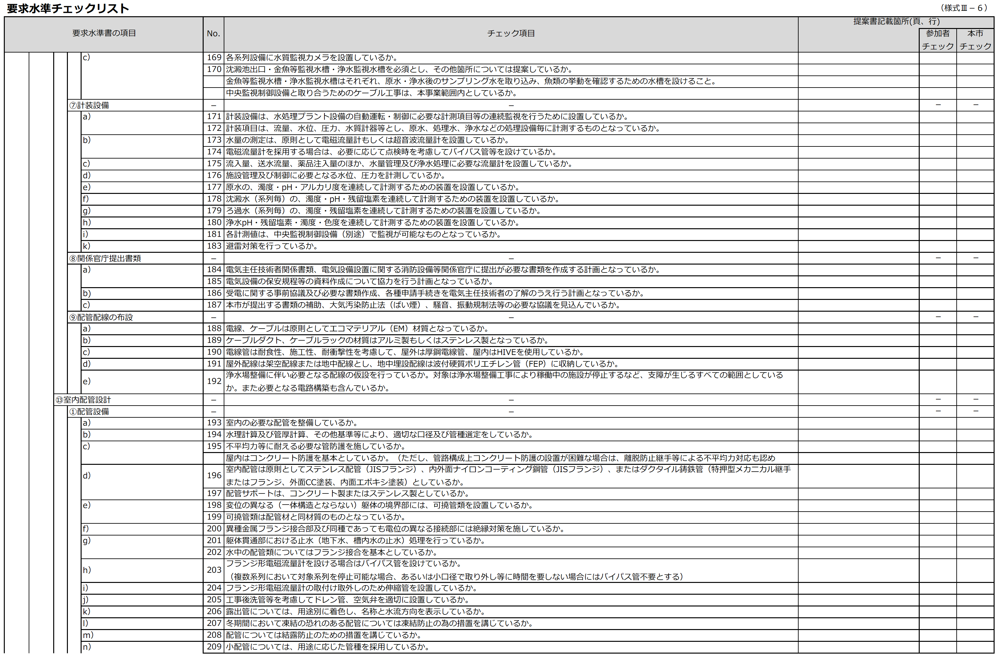 要求水準チェックリスト
（様式Ⅲ－６）
要求水準書の項目 No. チェック項目 提案書記載箇所(頁、行)
参加者 本市
チェック チェック
c） 169 各系列設備に水質監視カメラを設置しているか。
170 沈澱池出口・金魚等監視水槽・浄水監視水槽を必須とし、その他箇所については提案しているか。
金魚等監視水槽・浄水監視水槽はそれぞれ、原水・浄水後のサンプリング水を取り込み、魚類の挙動を確認するための水槽を設けること。
中央監視制御設備と取り合うためのケーブル工事は、本事業範囲内としているか。
⑦計装設備 － － － －
a） 171 計装設備は、水処理プラント設備の自動運転・制御に必要な計測項目等の連続監視を行うために設置しているか。
172 計装項目は、流量、水位、圧力、水質計器等とし、原水、処理水、浄水などの処理設備毎に計測するものとなっているか。
b） 173 水量の測定は、原則として電磁流量計もしくは超音波流量計を設置しているか。
174 電磁流量計を採用する場合は、必要に応じて点検時を考慮してバイパス管等を設けているか。
c） 175 流入量、送水流量、薬品注入量のほか、水量管理及び浄水処理に必要な流量計を設置しているか。
d） 176 施設管理及び制御に必要となる水位、圧力を計測しているか。
e） 177 原水の、濁度・pH・アルカリ度を連続して計測するための装置を設置しているか。
f） 178 沈澱水（系列毎）の、濁度・pH・残留塩素を連続して計測するための装置を設置しているか。
g） 179 ろ過水（系列毎）の、濁度・残留塩素を連続して計測するための装置を設置しているか。
h） 180 浄水pH・残留塩素・濁度・色度を連続して計測するための装置を設置しているか。
i） 181 各計測値は、中央監視制御設備（別途）で監視が可能なものとなっているか。
k） 183 避雷対策を行っているか。
⑧関係官庁提出書類 － － － －
a） 184 電気主任技術者関係書類、電気設備設置に関する消防設備等関係官庁に提出が必要な書類を作成する計画となっているか。
185 電気設備の保安規程等の資料作成について協力を行う計画となっているか。
b） 186 受電に関する事前協議及び必要な書類作成、各種申請手続きを電気主任技術者の了解のうえ行う計画となっているか。
c） 187 本市が提出する書類の補助、大気汚染防止法（ばい煙）、騒音、振動規制法等の必要な協議を見込んでいるか。
⑨配管配線の布設 － － － －
a） 188 電線、ケーブルは原則としてエコマテリアル（EM）材質となっているか。
b） 189 ケーブルダクト、ケーブルラックの材質はアルミ製もしくはステンレス製となっているか。
c） 190 電線管は耐食性、施工性、耐衝撃性を考慮して、屋外は厚鋼電線管、屋内はHIVEを使用しているか。
d） 191 屋外配線は架空配線または地中配線とし、地中埋設配線は波付硬質ポリエチレン管（FEP）に収納しているか。
e） 192 浄水場整備に伴い必要となる配線の仮設を行っているか。対象は浄水場整備工事により稼働中の施設が停止するなど、支障が生じるすべての範囲としている
か。また必要となる電路構築も含んでいるか。
⑬室内配管設計 － － － －
①配管設備 － － － －
a） 193 室内の必要な配管を整備しているか。
b） 194 水理計算及び管厚計算、その他基準等により、適切な口径及び管種選定をしているか。
c） 195 不平均力等に耐える必要な管防護を施しているか。
屋内はコンクリート防護を基本としているか。（ただし、管路構成上コンクリート防護の設置が困難な場合は、離脱防止継手等による不平均力対応も認め
d） 196 室内配管は原則としてステンレス配管（JISフランジ）、内外面ナイロンコーティング鋼管（JISフランジ）、またはダクタイル鋳鉄管（特押型メカニカル継手
またはフランジ、外面CC塗装、内面エポキシ塗装）としているか。
197 配管サポートは、コンクリート製またはステンレス製としているか。
e） 198 変位の異なる（一体構造とならない）躯体の境界部には、可撓管類を設置しているか。
199 可撓管類は配管材と同材質のものとなっているか。
f） 200 異種金属フランジ接合部及び同種であっても電位の異なる接続部には絶縁対策を施しているか。
g） 201 躯体貫通部における止水（地下水、槽内水の止水）処理を行っているか。
202 水中の配管類についてはフランジ接合を基本としているか。
h） 203 フランジ形電磁流量計を設ける場合はバイパス管を設けているか。
（複数系列において対象系列を停止可能な場合、あるいは小口径で取り外し等に時間を要しない場合にはバイパス管不要とする）
i） 204 フランジ形電磁流量計の取付け取外しのため伸縮管を設置しているか。
j） 205 工事後洗管等を考慮してドレン管、空気弁を適切に設置しているか。
k） 206 露出管については、用途別に着色し、名称と水流方向を表示しているか。
l） 207 冬期間において凍結の恐れのある配管については凍結防止の為の措置を講じているか。
m） 208 配管については結露防止のための措置を講じているか。
n） 209 小配管については、用途に応じた管種を採用しているか。